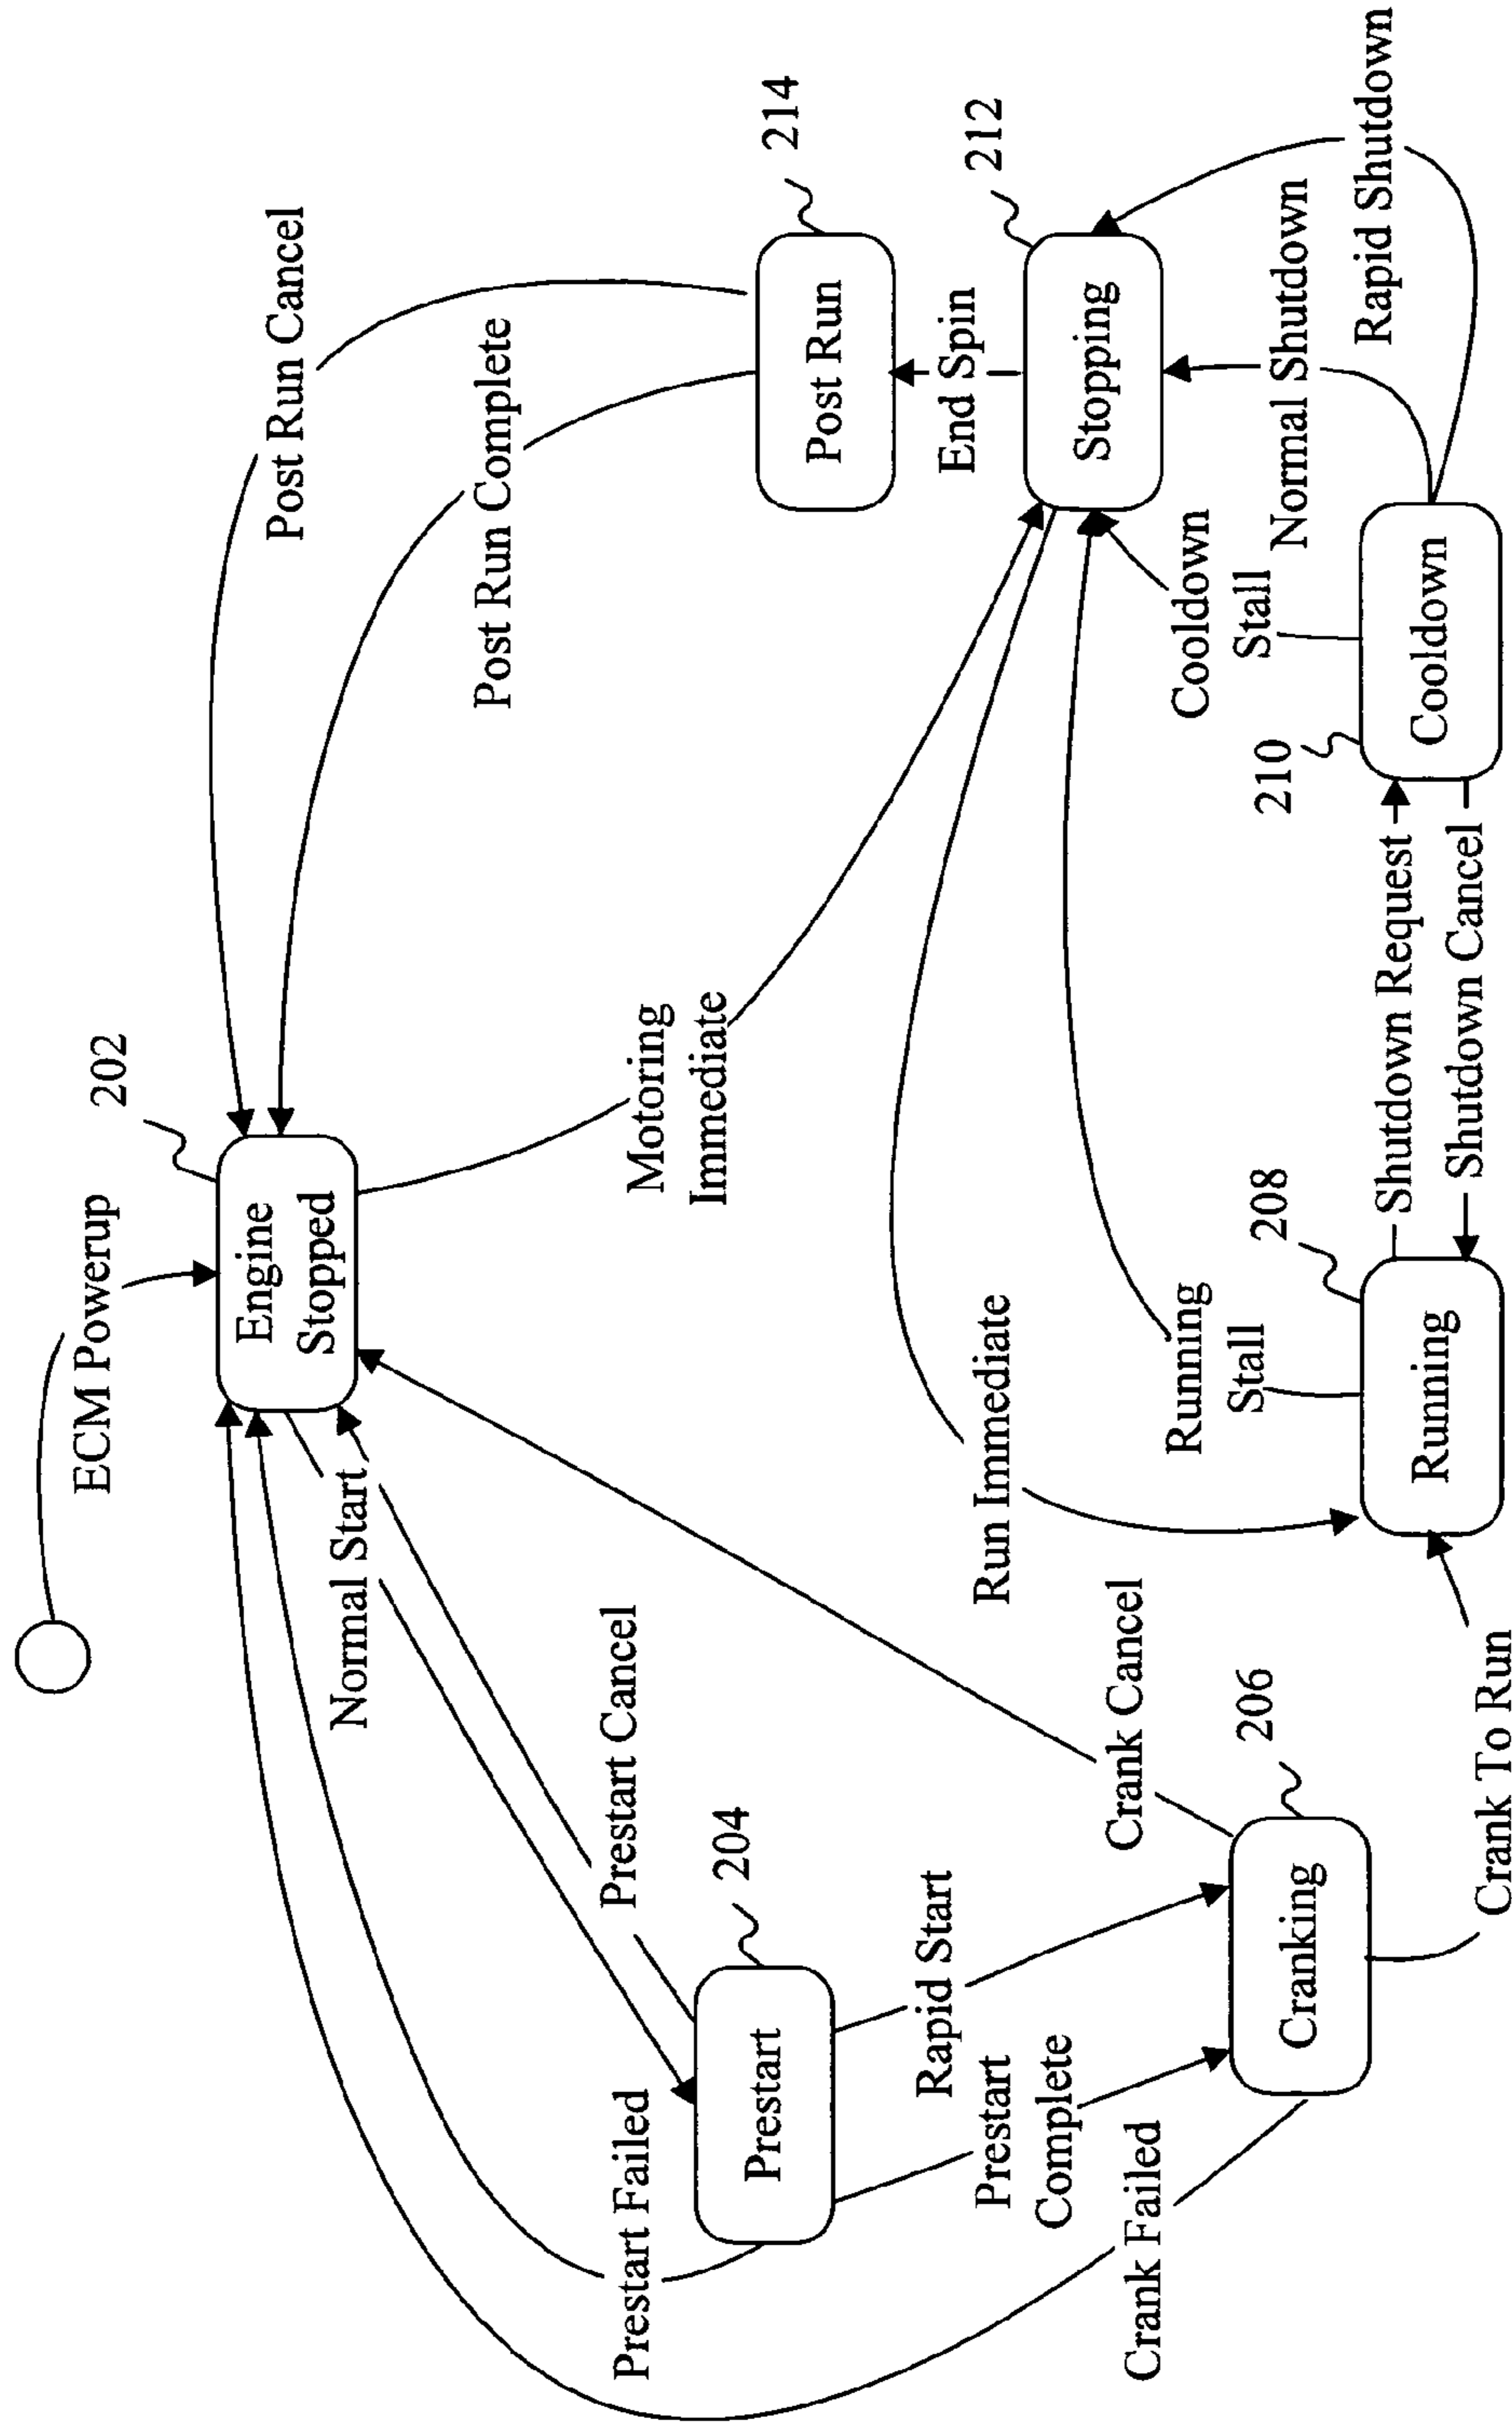 ECM Powerup
202
Engine
Stopped
Post Run Cancel
Normal Start
Post Run Complete
Prestart Failed
Prestart Cancel
Motoring
Immediate
204
Prestart
214
Post Run
Rapid Start
End Spin
Prestart
Complete
Run Immediate
212
Stopping
Crank Failed
Crank Cancel
Running
Stall
Cooldown
Stall
206
Cranking
208
210
Normal Shutdown
Rapid Shutdown
Running
Shutdown Request
Cooldown
Shutdown Cancel
Crank To Run